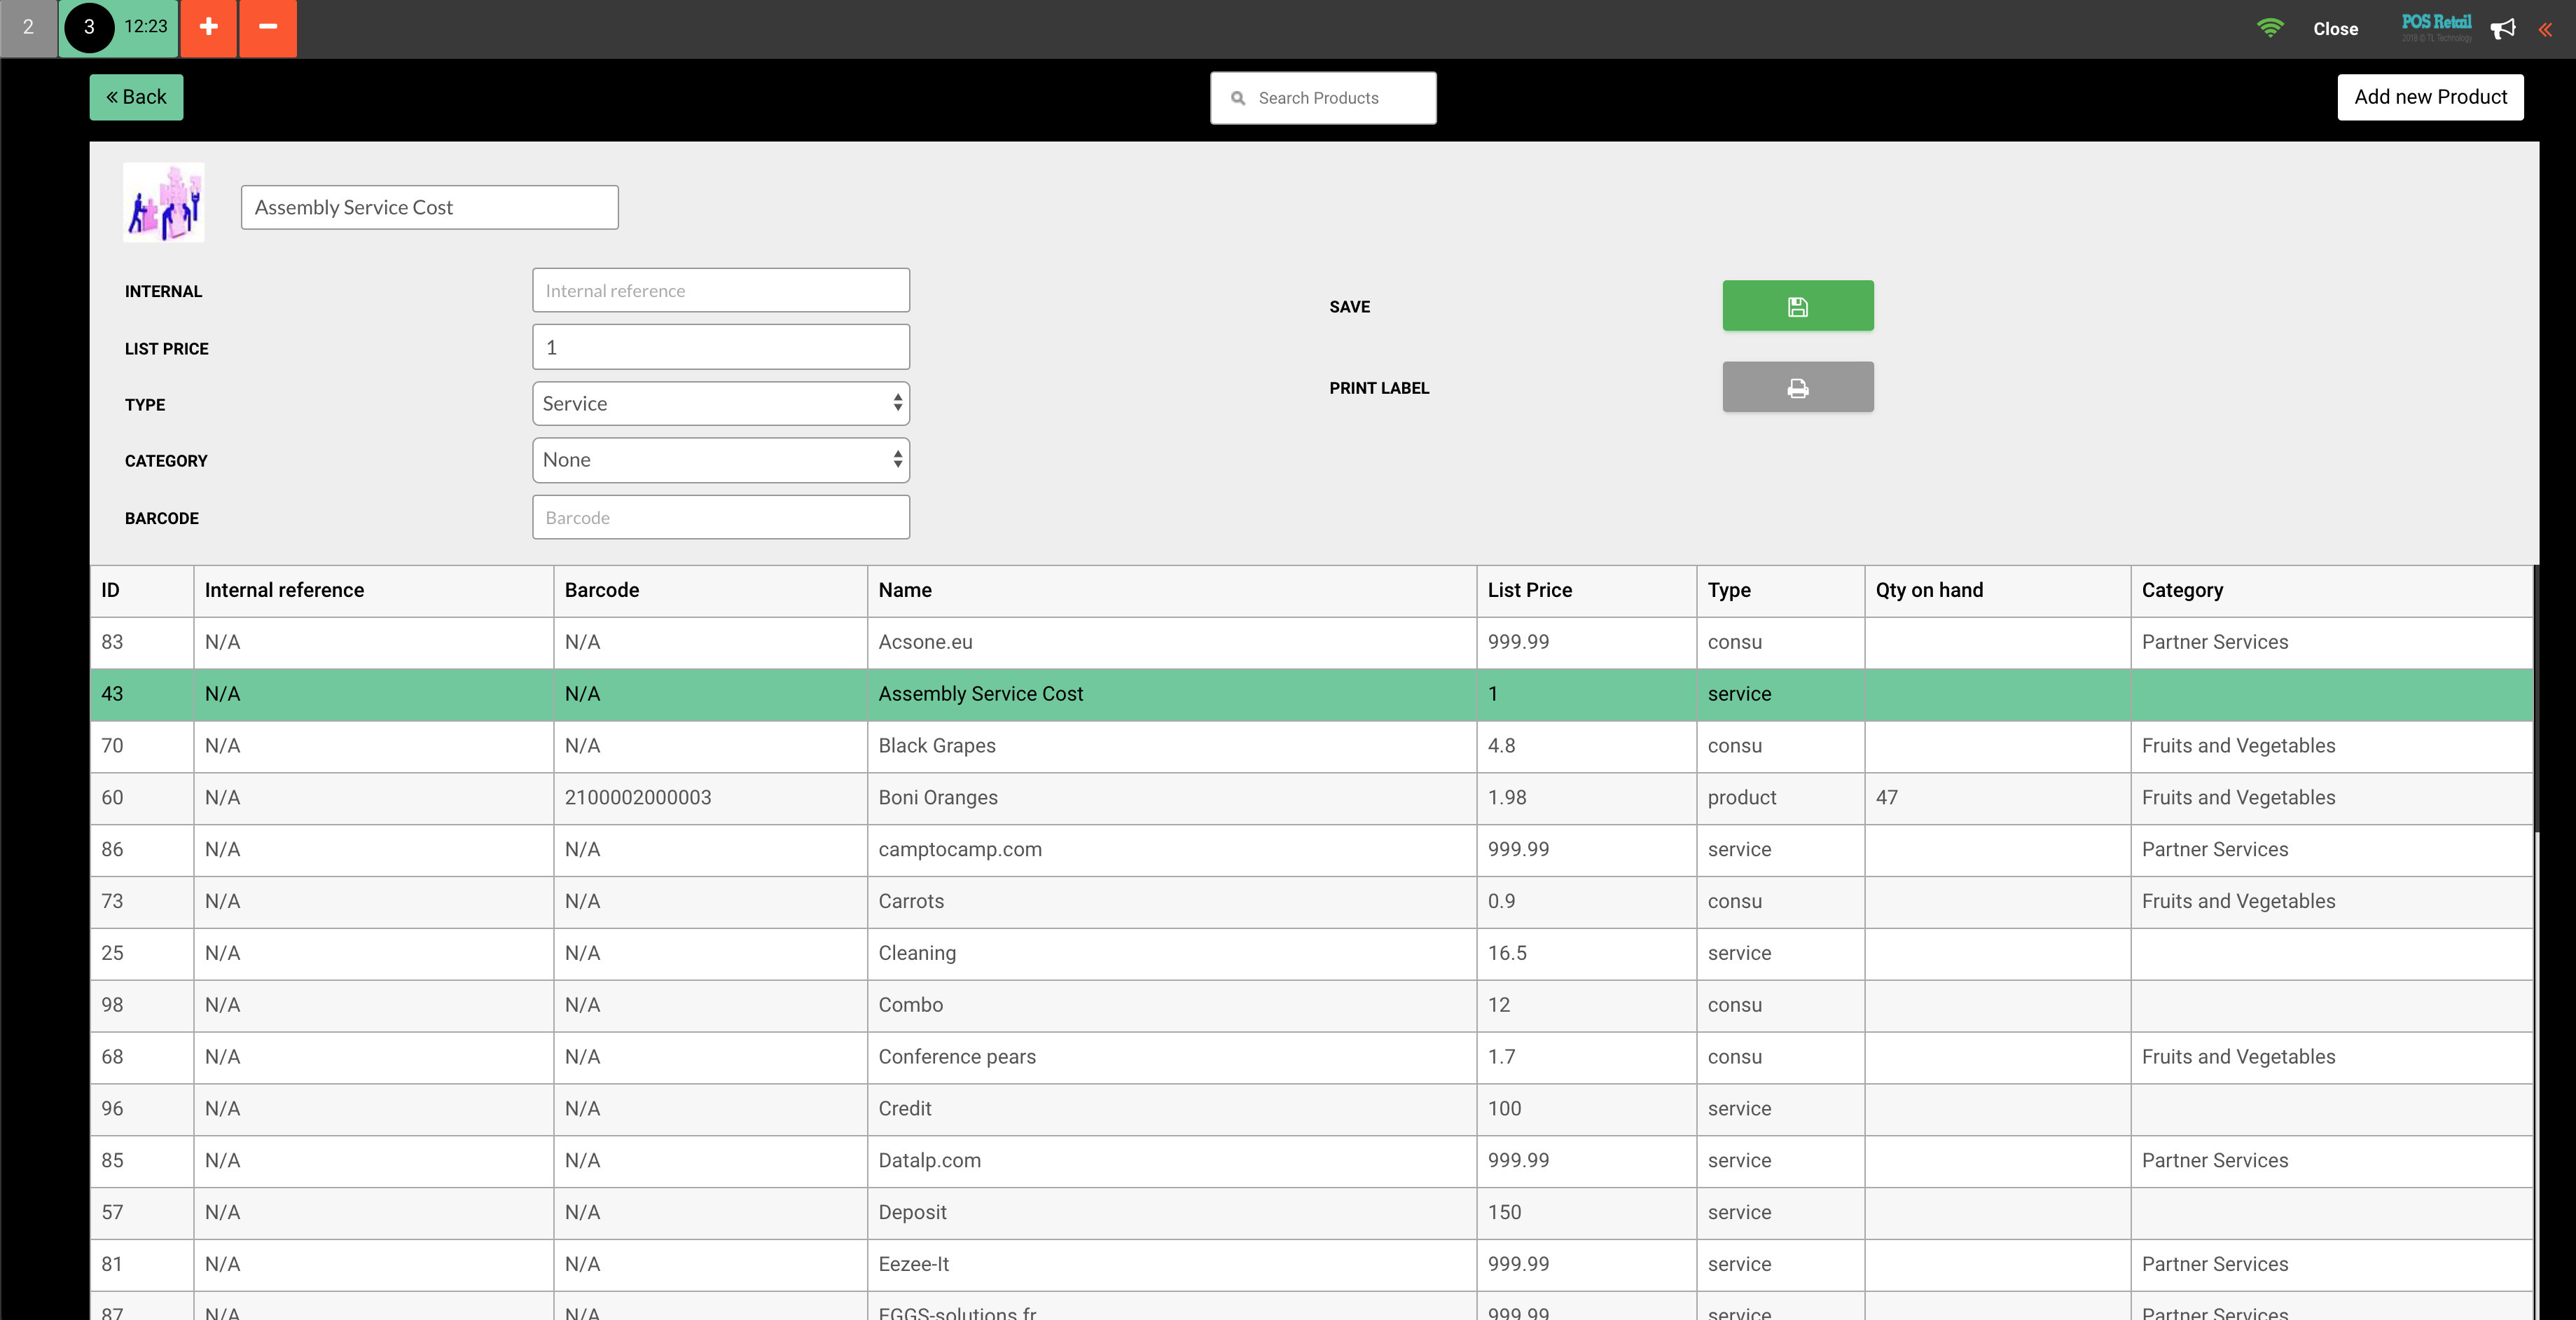 2 3 12:23 + − Close POS Retail
2018 © TL Technology
« Back Search Products Add new Product
Assembly Service Cost
INTERNAL Internal reference SAVE
LIST PRICE 1
PRINT LABEL
TYPE Service
CATEGORY None
BARCODE Barcode
ID Internal reference Barcode Name List Price Type Qty on hand Category
83 N/A N/A Acsone.eu 999.99 consu Partner Services
43 N/A N/A Assembly Service Cost 1 service
70 N/A N/A Black Grapes 4.8 consu Fruits and Vegetables
60 N/A 2100002000003 Boni Oranges 1.98 product 47 Fruits and Vegetables
86 N/A N/A camptocamp.com 999.99 service Partner Services
73 N/A N/A Carrots 0.9 consu Fruits and Vegetables
25 N/A N/A Cleaning 16.5 service
98 N/A N/A Combo 12 consu
68 N/A N/A Conference pears 1.7 consu Fruits and Vegetables
96 N/A N/A Credit 100 service
85 N/A N/A Datalp.com 999.99 service Partner Services
57 N/A N/A Deposit 150 service
81 N/A N/A Eezee-It 999.99 service Partner Services
87 N/A N/A EGGS-solutions.fr 999.99 service Partner Services